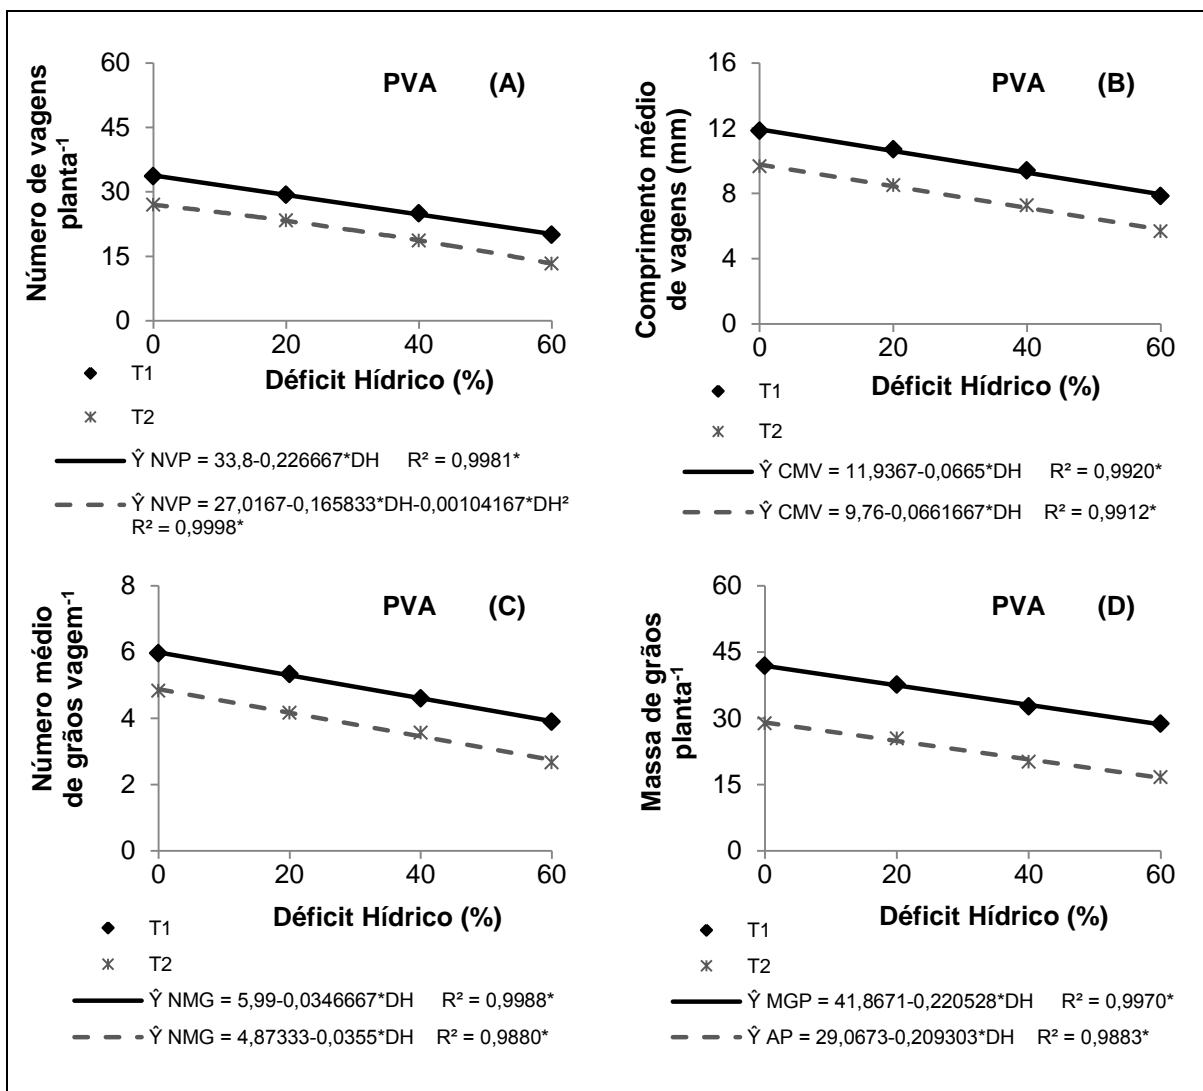 PVA (A)
Número de vagens
planta⁻¹
60
45
30
15
0
0 20 40 60
Déficit Hídrico (%)
T1
T2
Ŷ NVP = 33,8-0,226667*DH R² = 0,9981*
Ŷ NVP = 27,0167-0,165833*DH-0,00104167*DH²
R² = 0,9998*
PVA (B)
Comprimento médio
de vagens (mm)
16
12
8
4
0
0 20 40 60
Déficit Hídrico (%)
T1
T2
Ŷ CMV = 11,9367-0,0665*DH R² = 0,9920*
Ŷ CMV = 9,76-0,0661667*DH R² = 0,9912*
PVA (C)
Número médio
de grãos vagem⁻¹
8
6
4
2
0
0 20 40 60
Déficit Hídrico (%)
T1
T2
Ŷ NMG = 5,99-0,0346667*DH R² = 0,9988*
Ŷ NMG = 4,87333-0,0355*DH R² = 0,9880*
PVA (D)
Massa de grãos
planta⁻¹
60
45
30
15
0
0 20 40 60
Déficit Hídrico (%)
T1
T2
Ŷ MGP = 41,8671-0,220528*DH R² = 0,9970*
Ŷ AP = 29,0673-0,209303*DH R² = 0,9883*